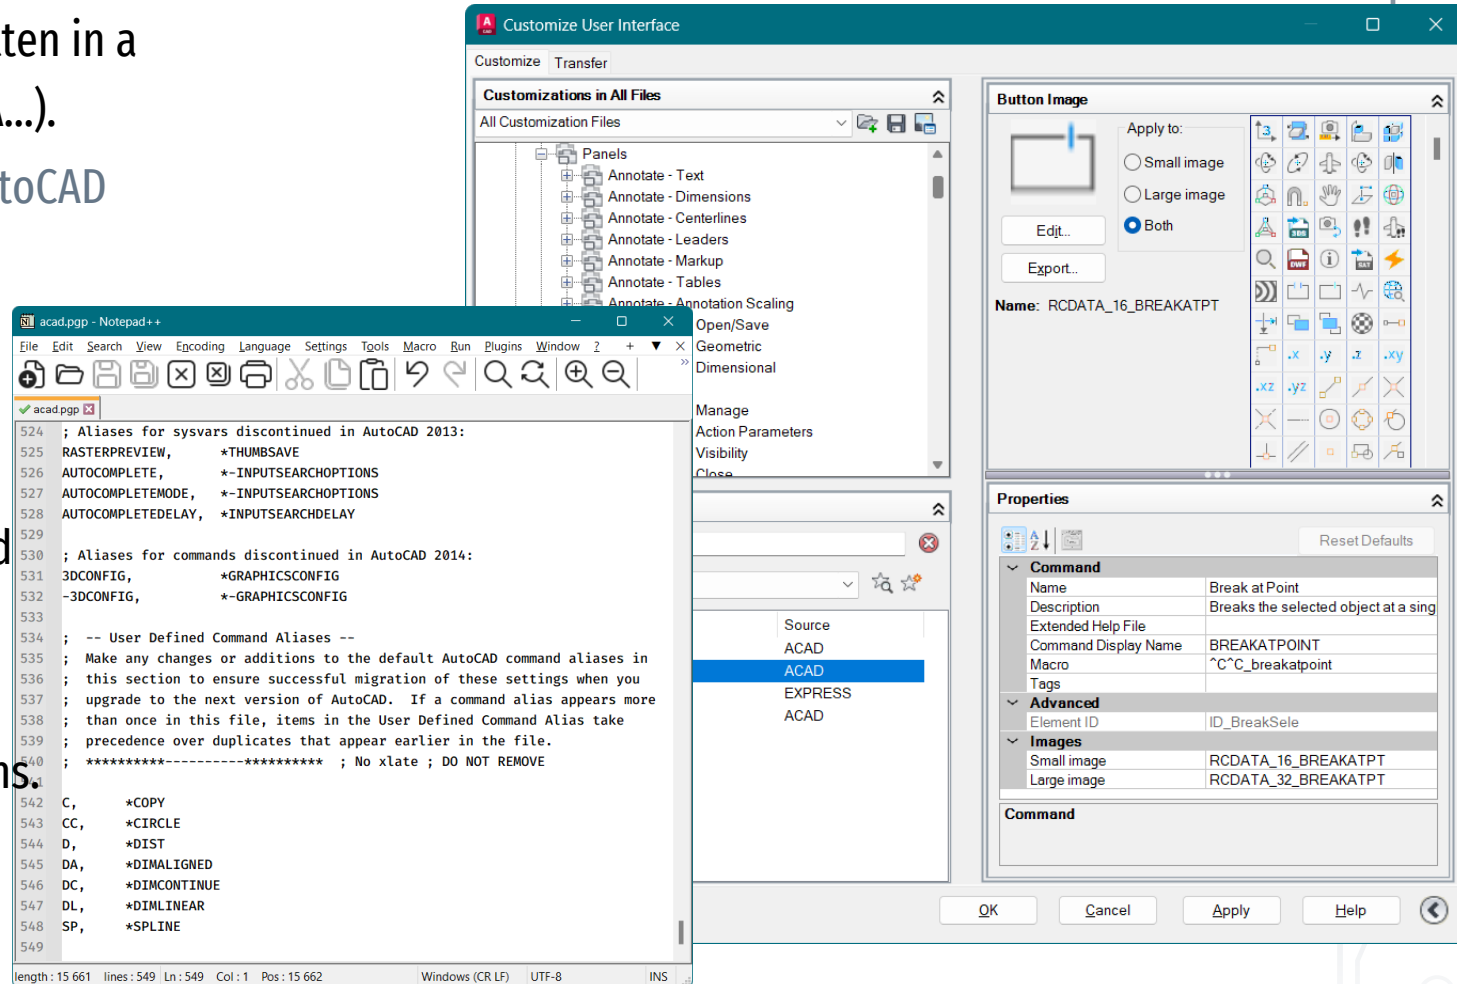 ten in a
...).
toCAD
ns.
Customize User Interface
Customize Transfer
Customizations in All Files
All Customization Files
Panels
Annotate - Text
Annotate - Dimensions
Annotate - Centerlines
Annotate - Leaders
Annotate - Markup
Annotate - Tables
Annotate - Annotation Scaling
Open/Save
Geometric
Dimensional
Manage
Action Parameters
Visibility
Close
Source
ACAD
ACAD
EXPRESS
ACAD
Button Image
Apply to:
Small image
Large image
Both
Edit...
Export...
Name: RCDATA_16_BREAKATPT
Properties
Reset Defaults
Command
Name Break at Point
Description Breaks the selected object at a sing
Extended Help File
Command Display Name BREAKATPOINT
Macro ^C^C_breakatpoint
Tags
Advanced
Element ID ID_BreakSele
Images
Small image RCDATA_16_BREAKATPT
Large image RCDATA_32_BREAKATPT
Command
OK Cancel Apply Help
acad.pgp - Notepad++
File Edit Search View Encoding Language Settings Tools Macro Run Plugins Window ? + ▼ ✕
acad.pgp
524 ; Aliases for sysvars discontinued in AutoCAD 2013:
525 RASTERPREVIEW, *THUMBSAVE
526 AUTOCOMPLETE, *-INPUTSEARCHOPTIONS
527 AUTOCOMPLETEMODE, *-INPUTSEARCHOPTIONS
528 AUTOCOMPLETEDELAY, *INPUTSEARCHDELAY
529
530 ; Aliases for commands discontinued in AutoCAD 2014:
531 3DCONFIG, *GRAPHICSCONFIG
532 -3DCONFIG, *-GRAPHICSCONFIG
533
534 ; -- User Defined Command Aliases --
535 ; Make any changes or additions to the default AutoCAD command aliases in
536 ; this section to ensure successful migration of these settings when you
537 ; upgrade to the next version of AutoCAD. If a command alias appears more
538 ; than once in this file, items in the User Defined Command Alias take
539 ; precedence over duplicates that appear earlier in the file.
540 ; **********----------********** ; No xlate ; DO NOT REMOVE
541
542 C, *COPY
543 CC, *CIRCLE
544 D, *DIST
545 DA, *DIMALIGNED
546 DC, *DIMCONTINUE
547 DL, *DIMLINEAR
548 SP, *SPLINE
549
length : 15 661 lines : 549 Ln : 549 Col : 1 Pos : 15 662 Windows (CR LF) UTF-8 INS